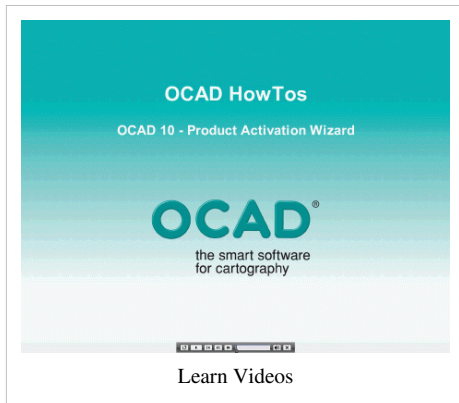 OCAD HowTos
OCAD 10 - Product Activation Wizard
OCAD®
the smart software
for cartography
Learn Videos